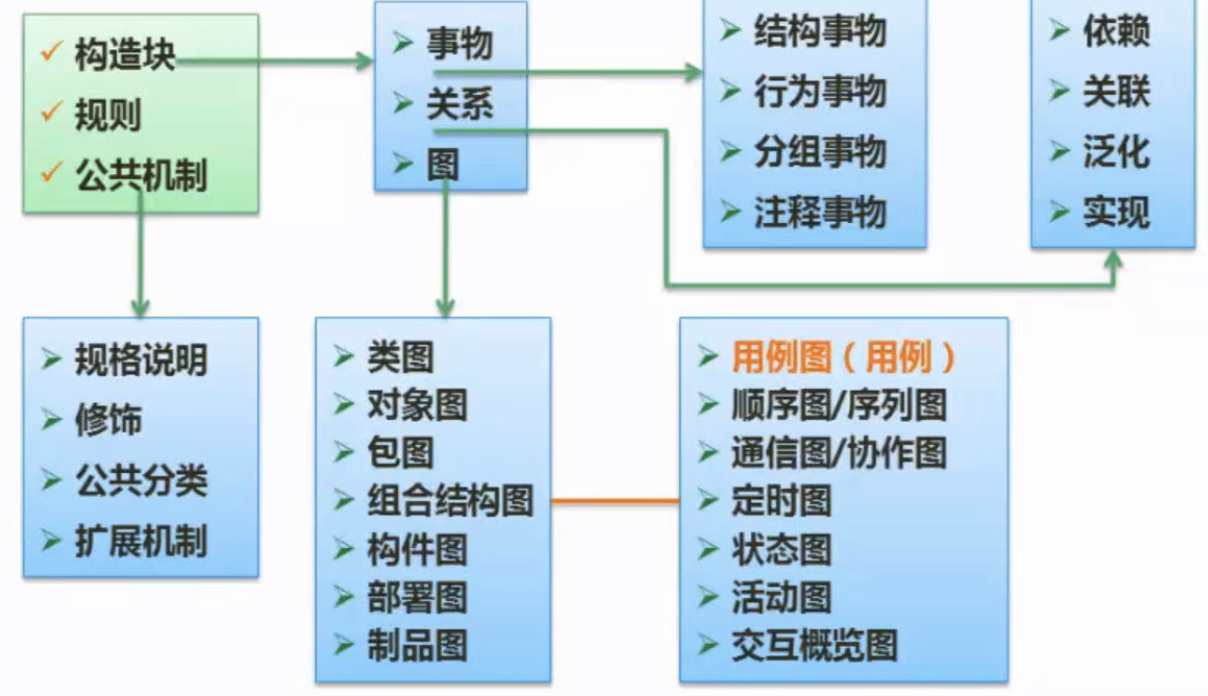 构造块
规则
公共机制
事物
关系
图
结构事物
行为事物
分组事物
注释事物
依赖
关联
泛化
实现
规格说明
修饰
公共分类
扩展机制
类图
对象图
包图
组合结构图
构件图
部署图
制品图
用例图（用例）
顺序图/序列图
通信图/协作图
定时图
状态图
活动图
交互概览图